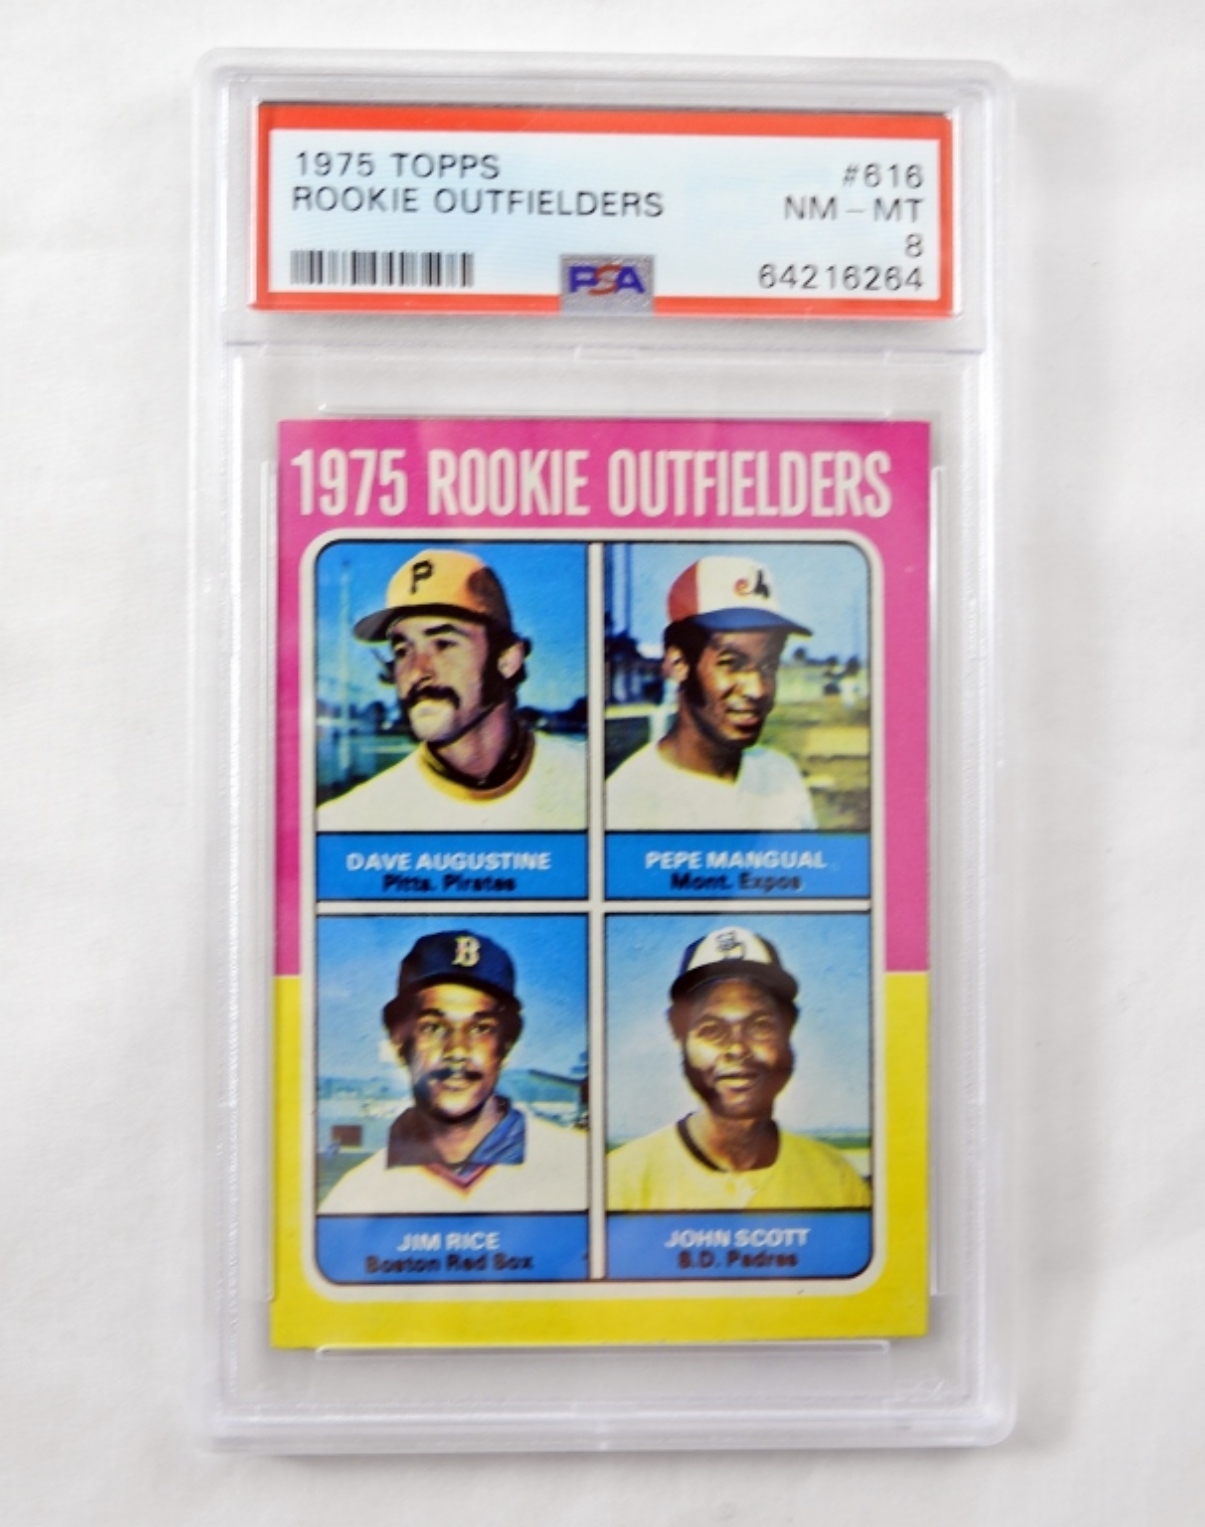 1975 TOPPS
ROOKIE OUTFIELDERS
#616
NM-MT
8
64216264
PSA
1975 ROOKIE OUTFIELDERS
P
DAVE AUGUSTINE
Pitts. Pirates
PEPE MANGUAL
Mont. Expos
B
JIM RICE
Boston Red Sox
SD
JOHN SCOTT
S.D. Padres